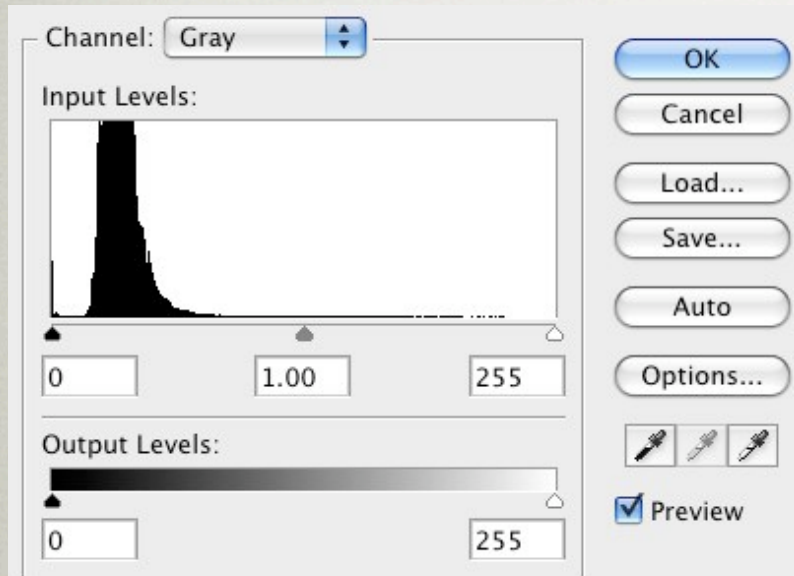 Channel: Gray
OK
Input Levels:
Cancel
Load...
Save...
Auto
0 1.00 255
Options...
Output Levels:
Preview
0 255